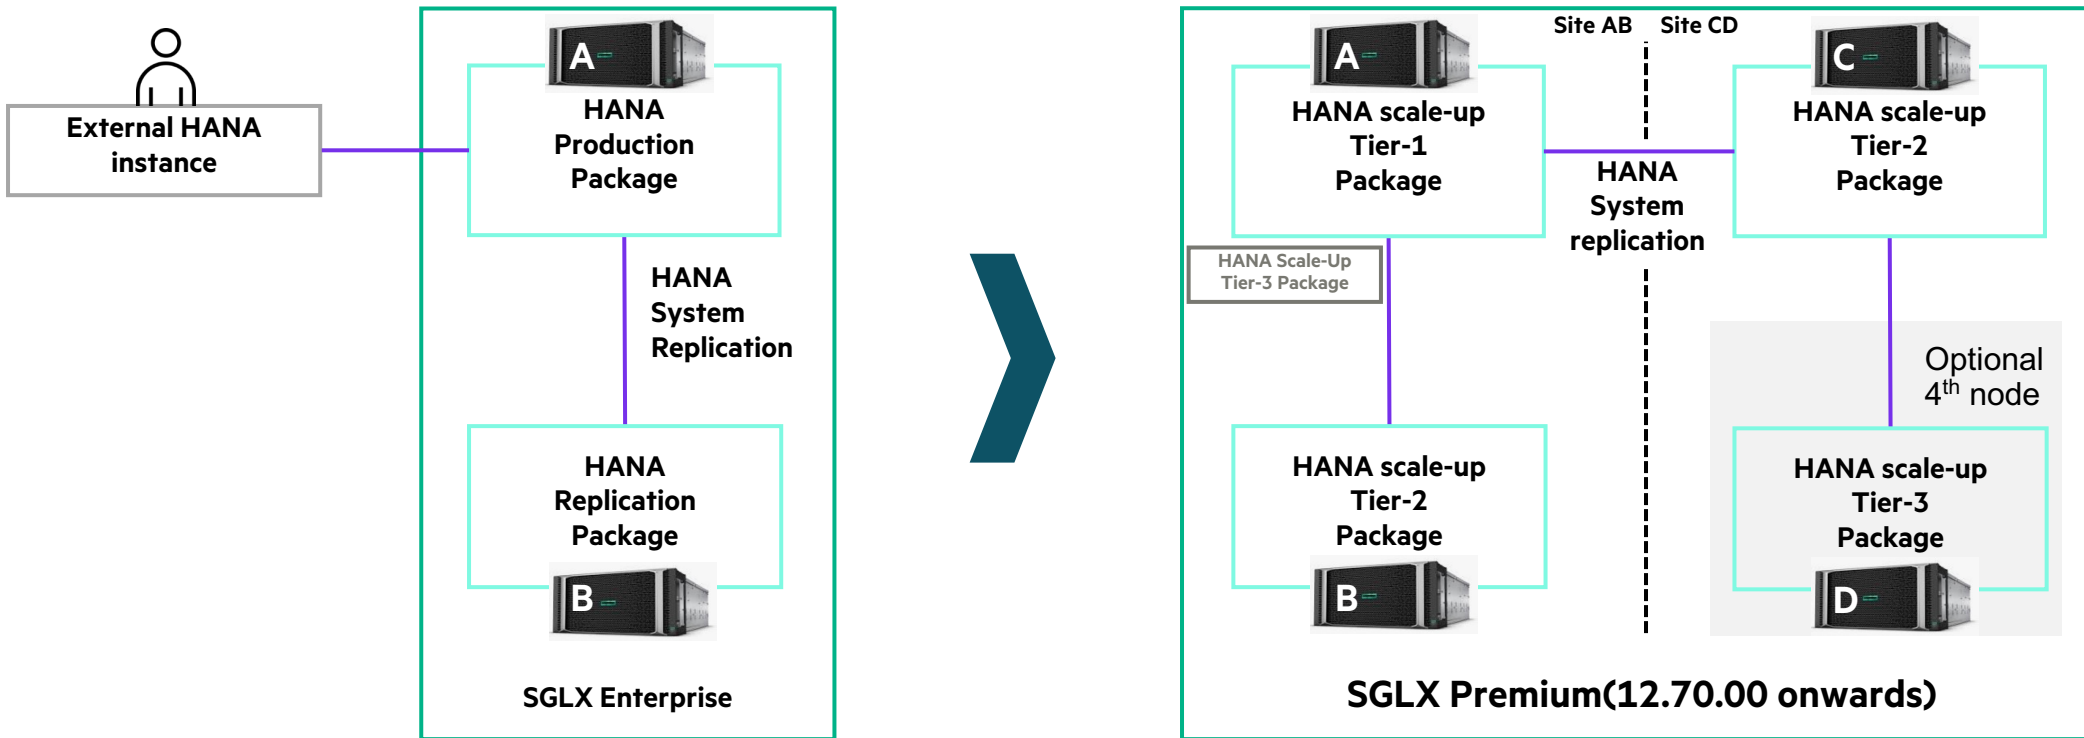 External HANA
instance
A
HANA
Production
Package
HANA
System
Replication
HANA
Replication
Package
B
SGLX Enterprise
Site AB
Site CD
A
HANA scale-up
Tier-1
Package
HANA
System
replication
C
HANA scale-up
Tier-2
Package
HANA Scale-Up
Tier-3 Package
Optional
4th node
HANA scale-up
Tier-2
Package
B
HANA scale-up
Tier-3
Package
D
SGLX Premium(12.70.00 onwards)